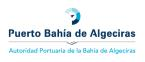 Puerto Bahía de Algeciras
Autoridad Portuaria de la Bahía de Algeciras